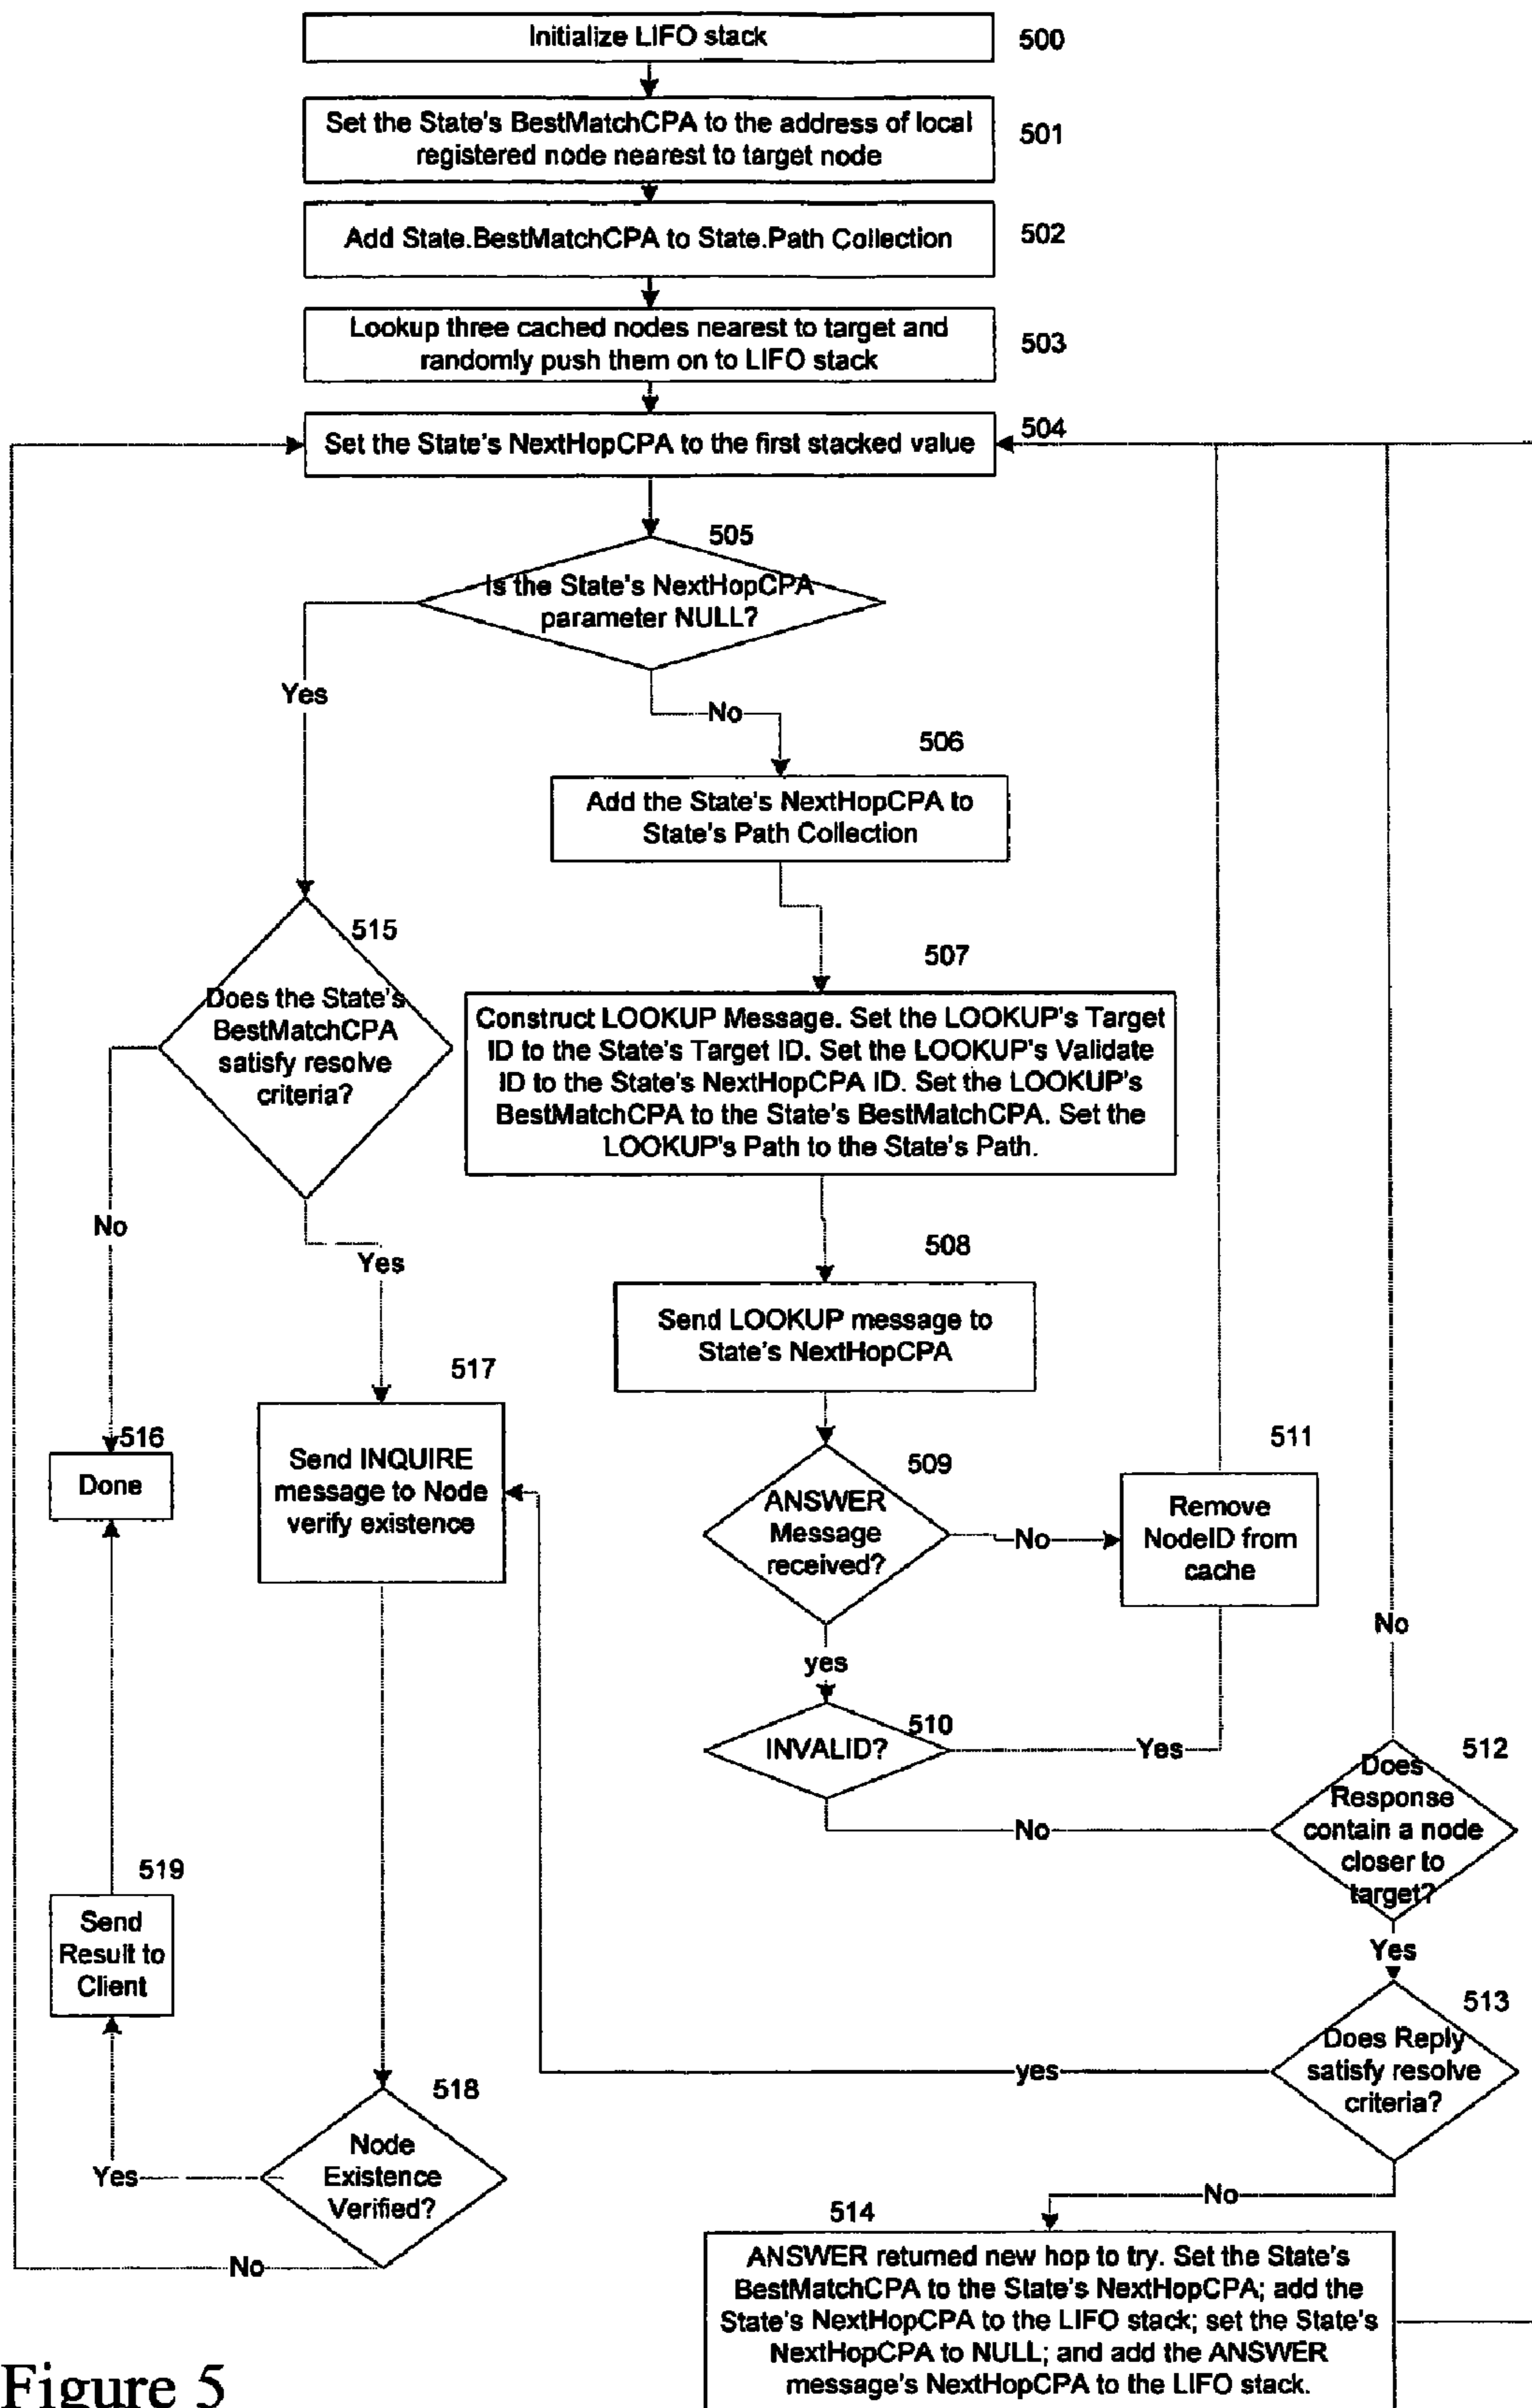 Initialize LIFO stack
500
Set the State's BestMatchCPA to the address of local
registered node nearest to target node
501
Add State.BestMatchCPA to State.Path Collection
502
Lookup three cached nodes nearest to target and
randomly push them on to LIFO stack
503
Set the State's NextHopCPA to the first stacked value
504
505
Is the State's NextHopCPA
parameter NULL?
Yes
No
506
Add the State's NextHopCPA to
State's Path Collection
515
Does the State's
BestMatchCPA
satisfy resolve
criteria?
507
Construct LOOKUP Message. Set the LOOKUP's Target
ID to the State's Target ID. Set the LOOKUP's Validate
ID to the State's NextHopCPA ID. Set the LOOKUP's
BestMatchCPA to the State's BestMatchCPA. Set the
LOOKUP's Path to the State's Path.
No
Yes
508
Send LOOKUP message to
State's NextHopCPA
517
Send INQUIRE
message to Node
verify existence
516
Done
509
ANSWER
Message
received?
No
511
Remove
NodeID from
cache
No
yes
510
INVALID?
Yes
No
512
Does
Response
contain a node
closer to
target?
Yes
519
Send
Result to
Client
513
Does Reply
satisfy resolve
criteria?
yes
518
Node
Existence
Verified?
Yes
No
No
514
ANSWER returned new hop to try. Set the State's
BestMatchCPA to the State's NextHopCPA; add the
State's NextHopCPA to the LIFO stack; set the State's
NextHopCPA to NULL; and add the ANSWER
message's NextHopCPA to the LIFO stack.
Figure 5